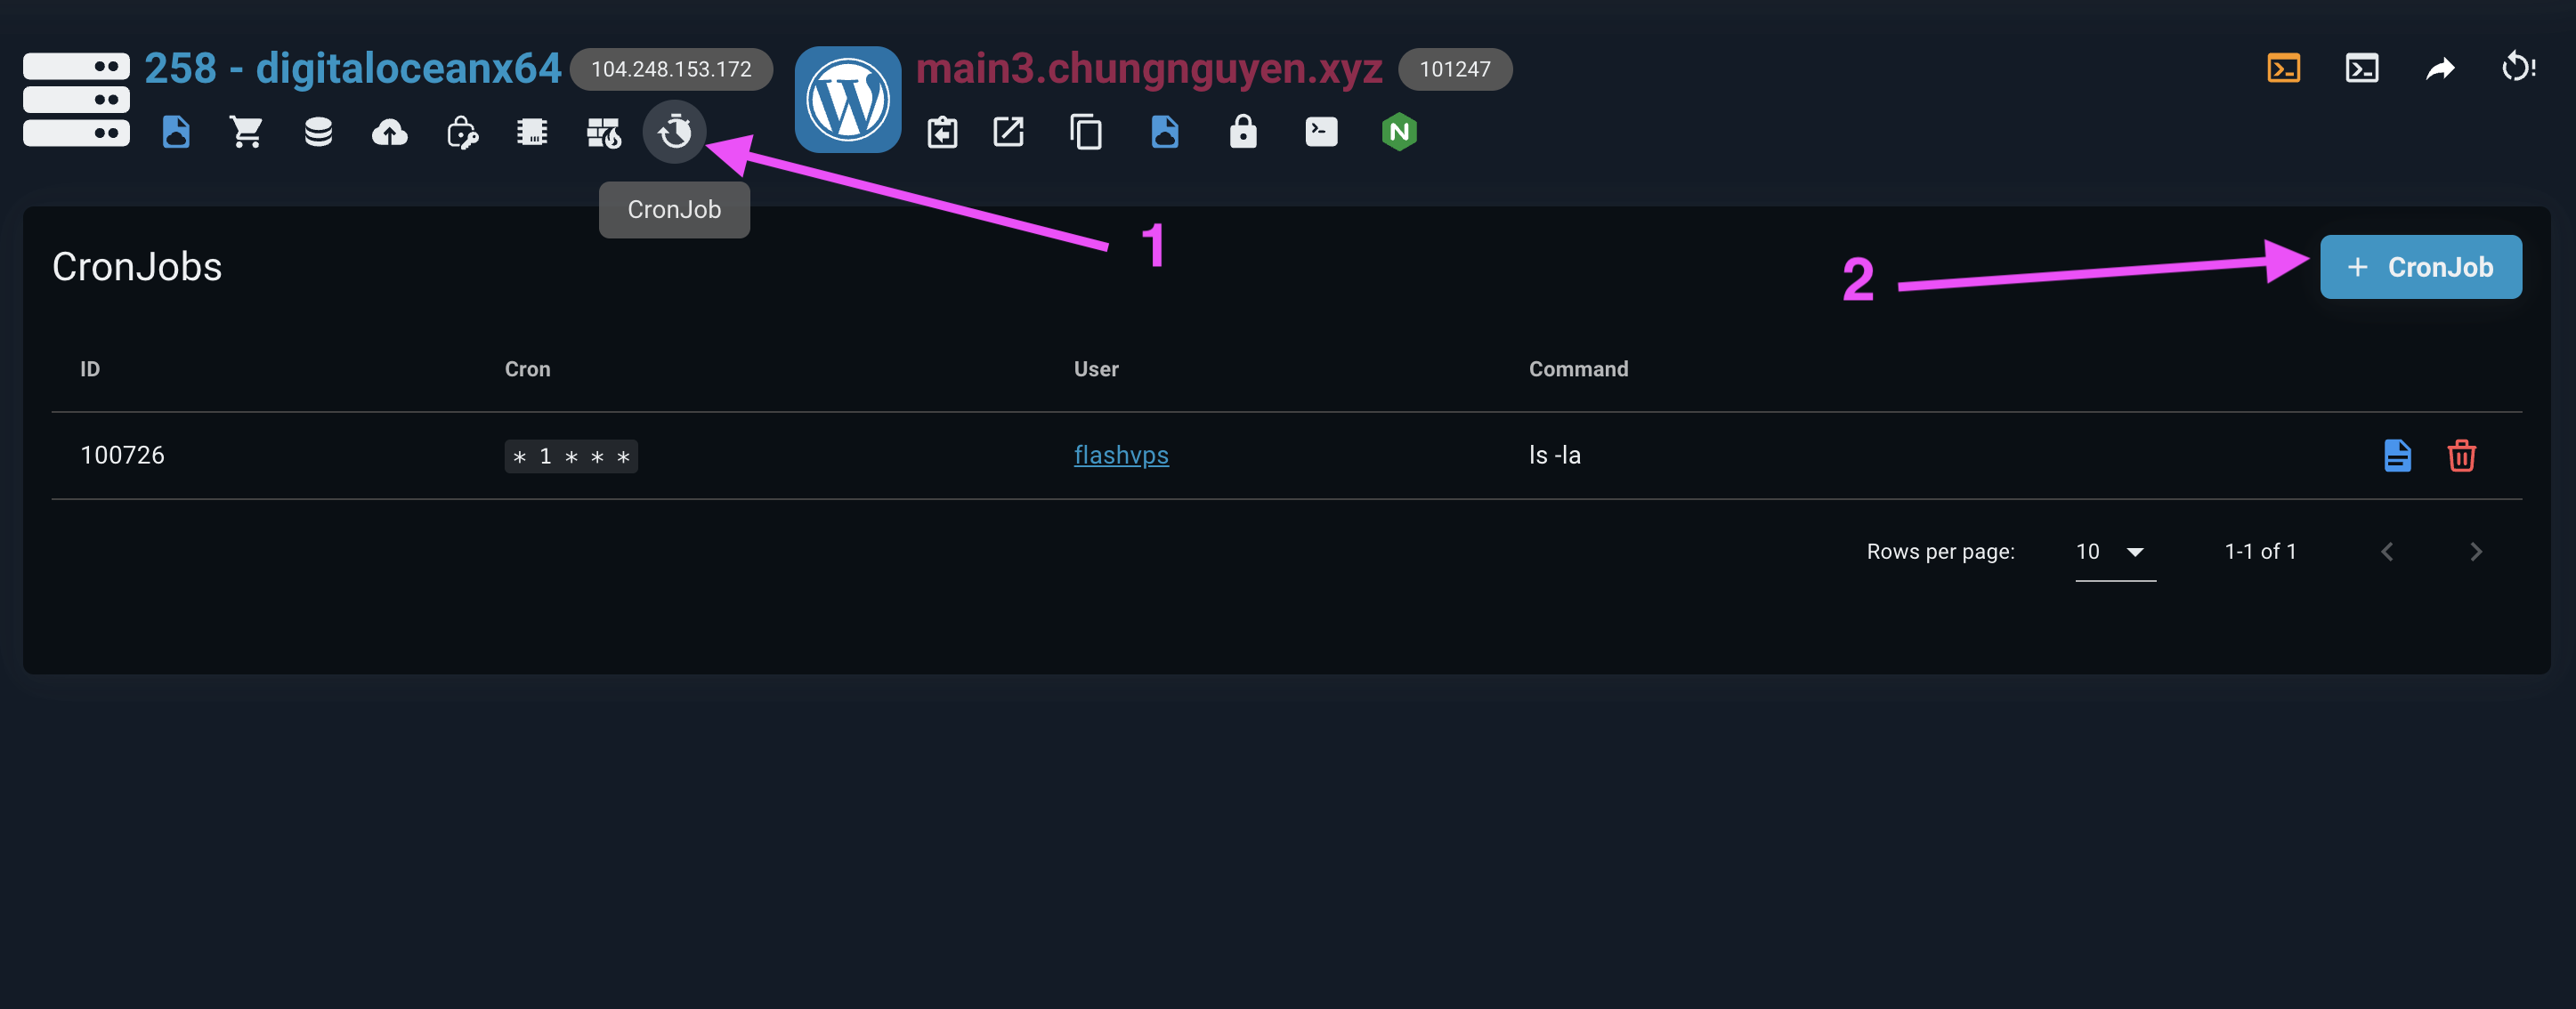 258 - digitaloceanx64 104.248.153.172 main3.chungnguyen.xyz 101247
CronJob
1
CronJobs
2
+ CronJob
ID Cron User Command
100726 * 1 * * * flashvps ls -la
Rows per page: 10 1-1 of 1